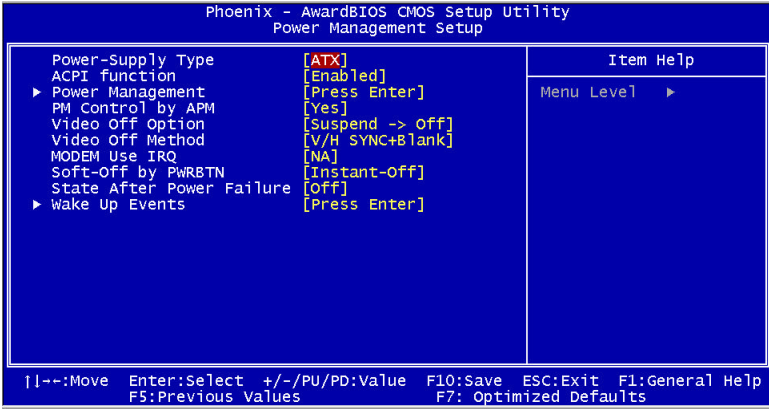 Phoenix - AwardBIOS CMOS Setup Utility
Power Management Setup
Power-Supply Type [ATX]
ACPI function [Enabled]
▶ Power Management [Press Enter]
PM Control by APM [Yes]
Video Off Option [Suspend -> Off]
Video Off Method [V/H SYNC+Blank]
MODEM Use IRQ [NA]
Soft-Off by PWRBTN [Instant-Off]
State After Power Failure [Off]
▶ Wake Up Events [Press Enter]
Item Help
Menu Level ▶
↑↓→←:Move Enter:Select +/-/PU/PD:Value F10:Save ESC:Exit F1:General Help
F5:Previous Values F7: Optimized Defaults